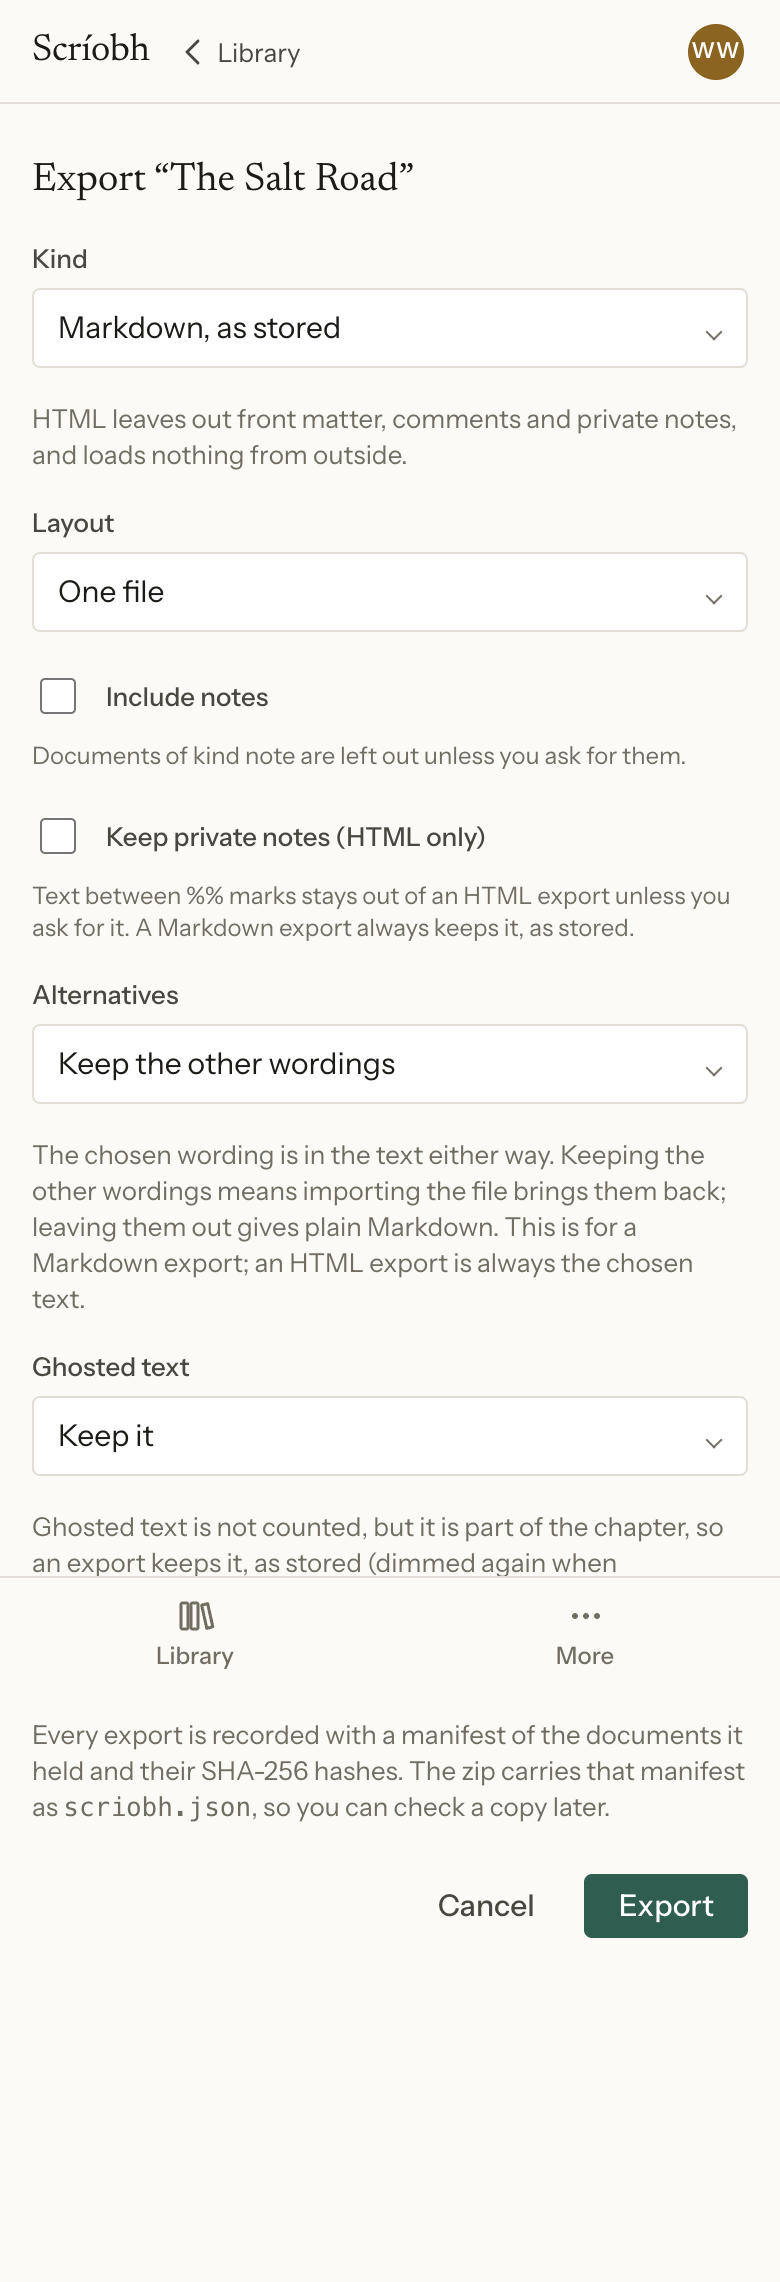 Scríobh
Library
WW
Export “The Salt Road”
Kind
Markdown, as stored
HTML leaves out front matter, comments and private notes,
and loads nothing from outside.
Layout
One file
Include notes
Documents of kind note are left out unless you ask for them.
Keep private notes (HTML only)
Text between %% marks stays out of an HTML export unless you
ask for it. A Markdown export always keeps it, as stored.
Alternatives
Keep the other wordings
The chosen wording is in the text either way. Keeping the
other wordings means importing the file brings them back;
leaving them out gives plain Markdown. This is for a
Markdown export; an HTML export is always the chosen
text.
Ghosted text
Keep it
Ghosted text is not counted, but it is part of the chapter, so
an export keeps it, as stored (dimmed again when
Library
More
Every export is recorded with a manifest of the documents it
held and their SHA-256 hashes. The zip carries that manifest
as scriobh.json, so you can check a copy later.
Cancel
Export